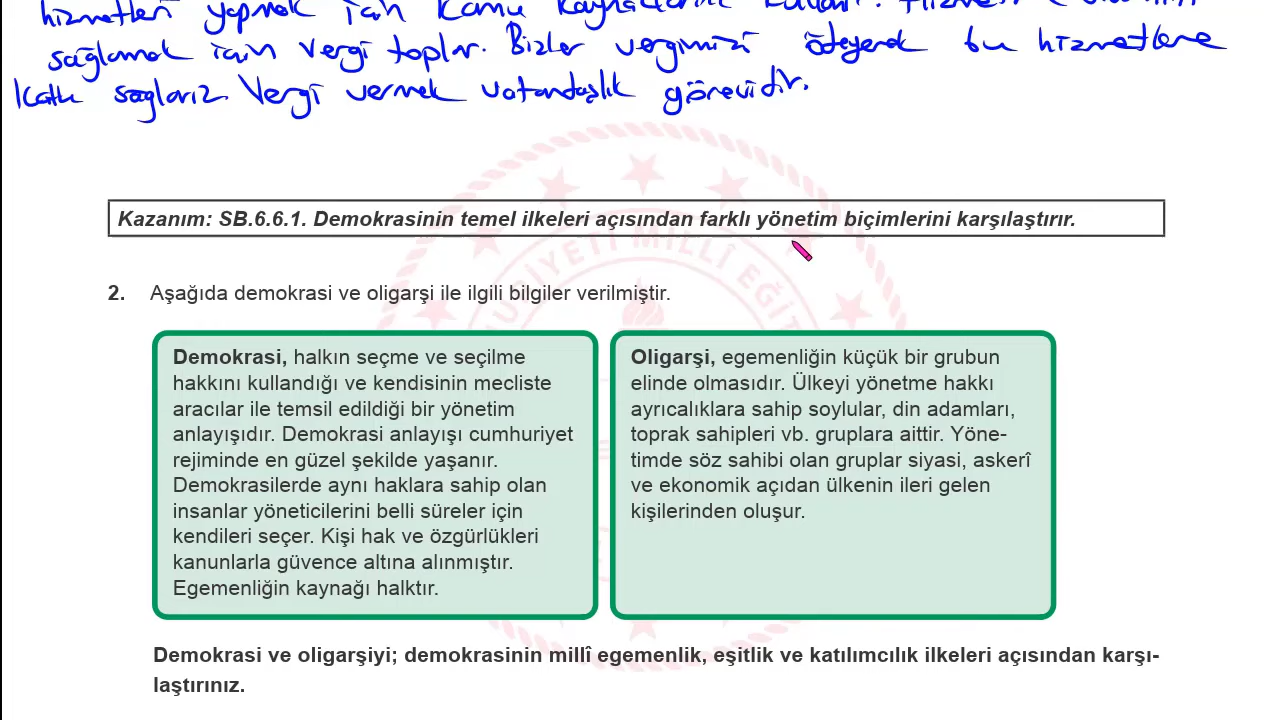 hizmetleri yapmak için kamu kaynaklarını kullanır.
sağlamak için vergi toplar. Bizler vergimizi ödeyerek bu hizmetlere
katkı sağlarız. Vergi vermek vatandaşlık görevidir.
Kazanım: SB.6.6.1. Demokrasinin temel ilkeleri açısından farklı yönetim biçimlerini karşılaştırır.
2. Aşağıda demokrasi ve oligarşi ile ilgili bilgiler verilmiştir.
Demokrasi, halkın seçme ve seçilme
hakkını kullandığı ve kendisinin mecliste
aracılar ile temsil edildiği bir yönetim
anlayışıdır. Demokrasi anlayışı cumhuriyet
rejiminde en güzel şekilde yaşanır.
Demokrasilerde aynı haklara sahip olan
insanlar yöneticilerini belli süreler için
kendileri seçer. Kişi hak ve özgürlükleri
kanunlarla güvence altına alınmıştır.
Egemenliğin kaynağı halktır.
Oligarşi, egemenliğin küçük bir grubun
elinde olmasıdır. Ülkeyi yönetme hakkı
ayrıcalıklara sahip soylular, din adamları,
toprak sahipleri vb. gruplara aittir. Yöne-
timde söz sahibi olan gruplar siyasi, askerî
ve ekonomik açıdan ülkenin ileri gelen
kişilerinden oluşur.
Demokrasi ve oligarşiyi; demokrasinin millî egemenlik, eşitlik ve katılımcılık ilkeleri açısından karşı-
laştırınız.